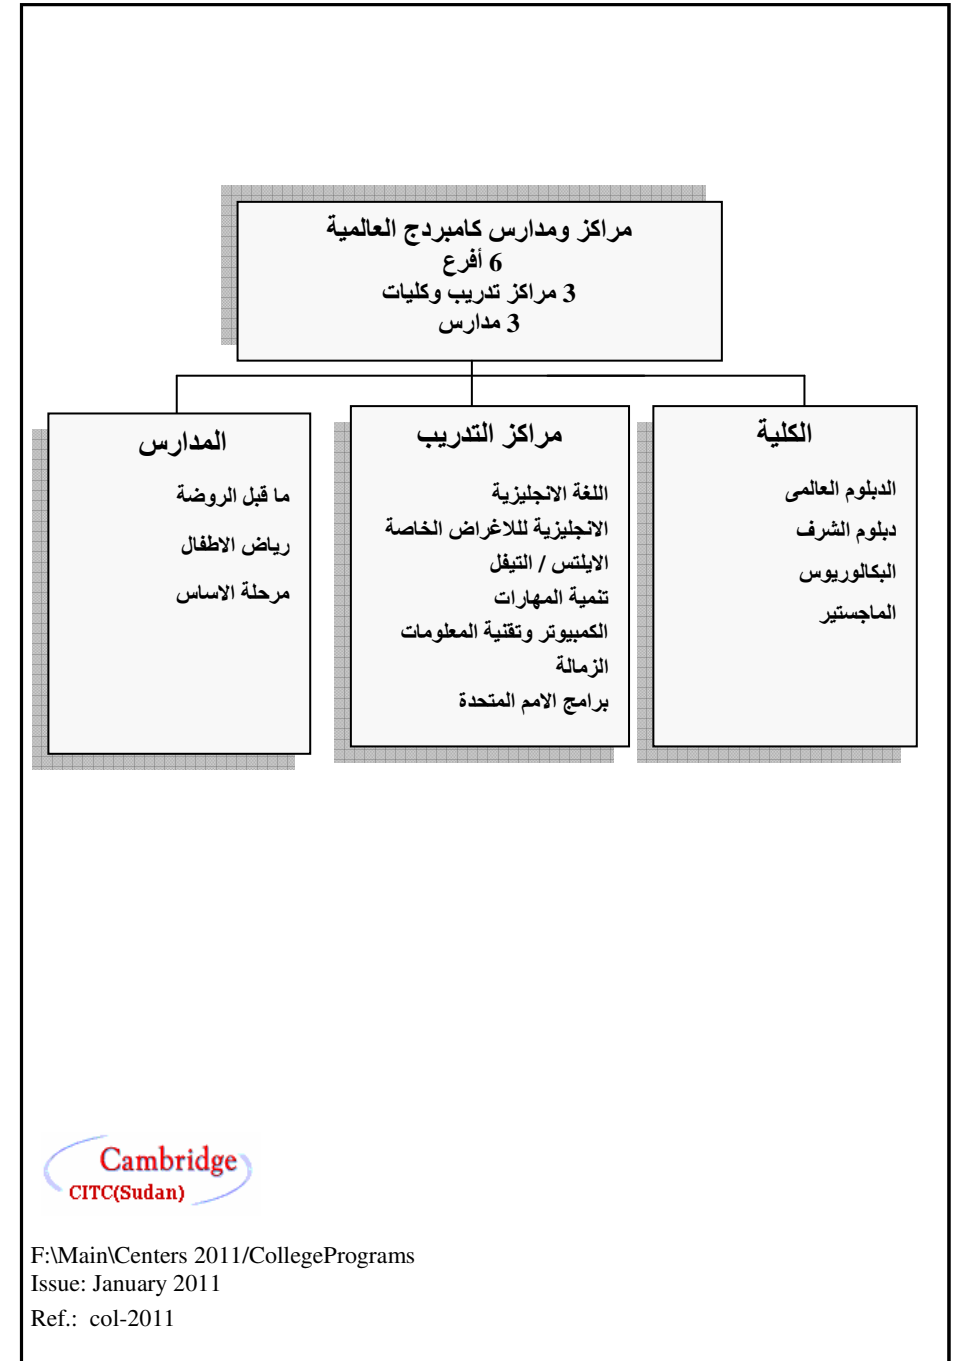 مراكز ومدارس كامبردج العالمية
6 أفرع
3 مراكز تدريب وكليات
3 مدارس
الكلية
الدبلوم العالمى
دبلوم الشرف
البكالوريوس
الماجستير
مراكز التدريب
اللغة الانجليزية
الانجليزية لللاغراض الخاصة
الايلتس / التيفل
تنمية المهارات
الكمبيوتر وتقنية المعلومات
الزمالة
برامج الامم المتحدة
المدارس
ما قبل الروضة
رياض الاطفال
مرحلة الاساس
Cambridge
CITC(Sudan)
F:\Main\Centers 2011/CollegePrograms
Issue: January 2011
Ref.: col-2011